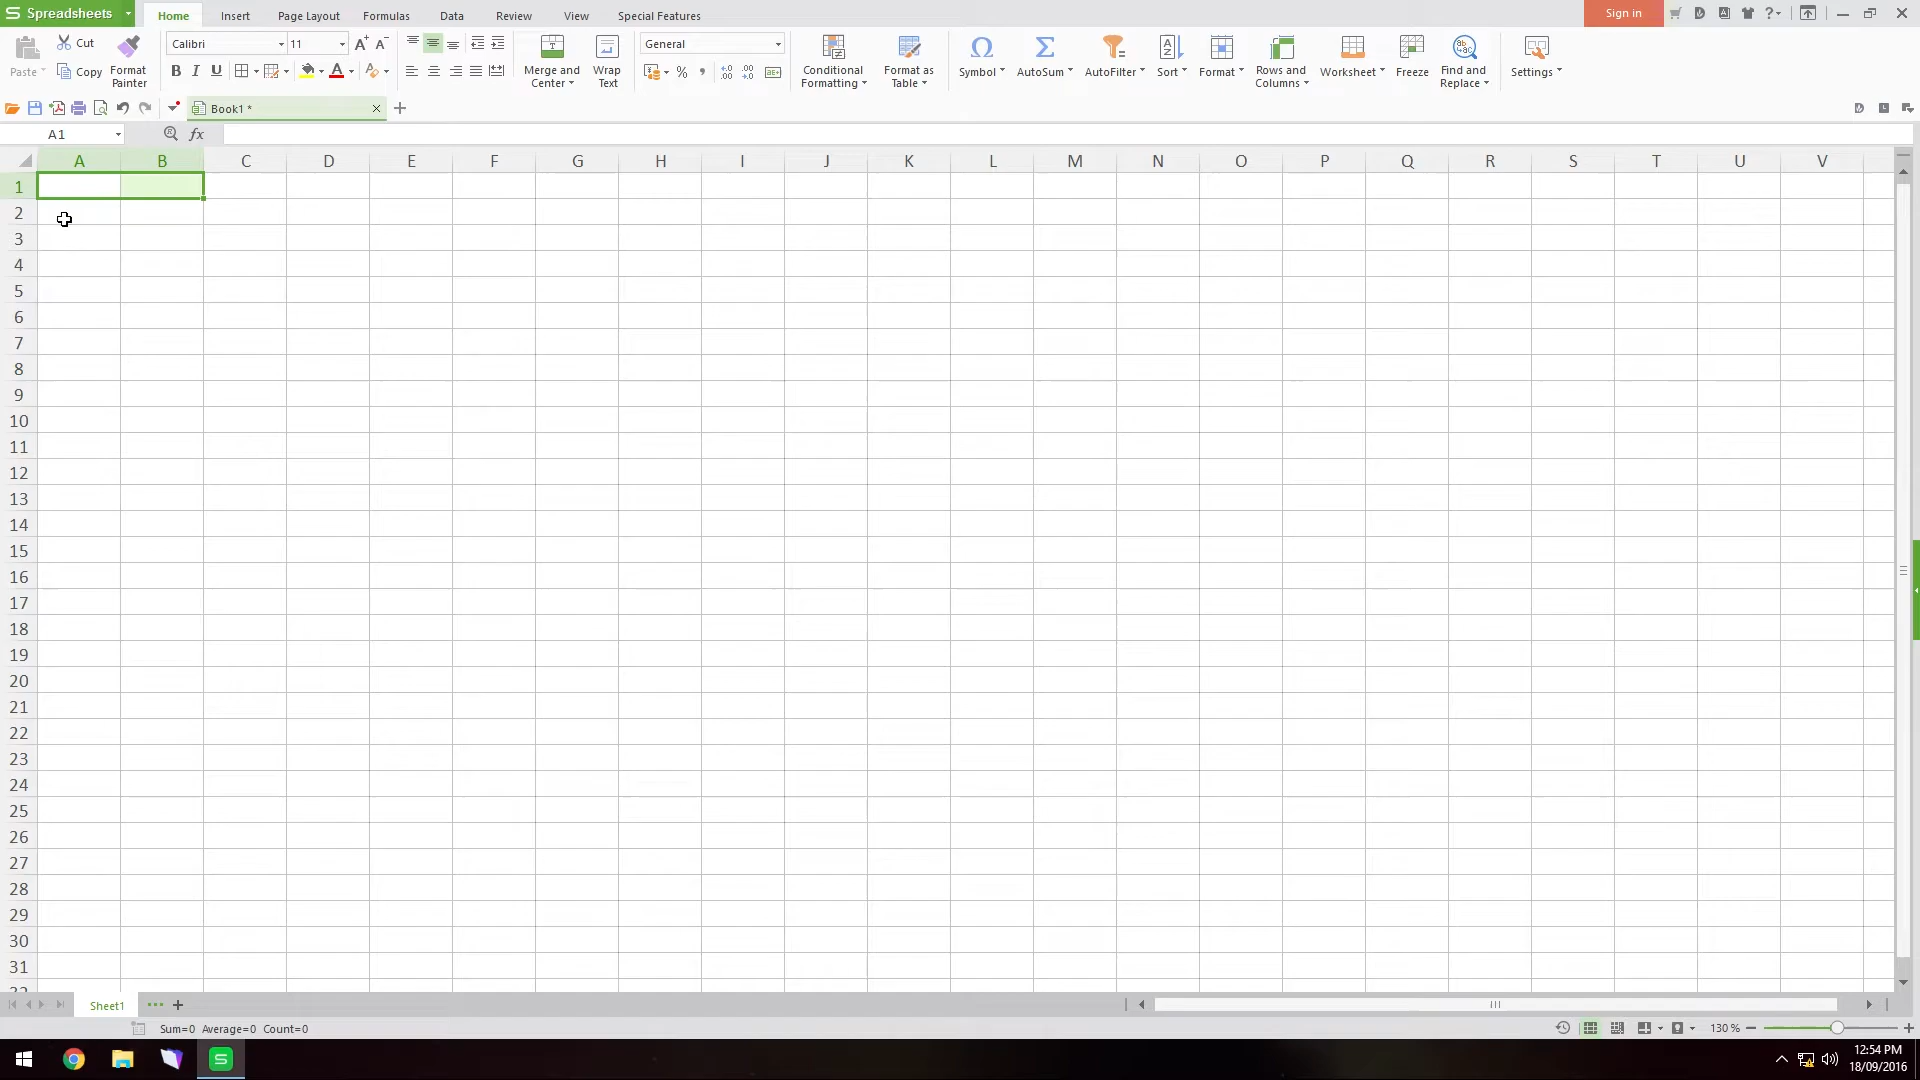 Spreadsheets
Home
Insert
Page Layout
Formulas
Data
Review
View
Special Features
Sign in
Paste
Cut
Copy
Format
Painter
Calibri
11
B I U
Merge and
Center
Wrap
Text
General
Conditional
Formatting
Format as
Table
Symbol
AutoSum
AutoFilter
Sort
Format
Rows and
Columns
Worksheet
Freeze
Find and
Replace
Settings
Book1 *
A1
fx
A B C D E F G H I J K L M N O P Q R S T U V
1
2
3
4
5
6
7
8
9
10
11
12
13
14
15
16
17
18
19
20
21
22
23
24
25
26
27
28
29
30
31
Sheet1
Sum=0 Average=0 Count=0
130 %
12:54 PM
18/09/2016